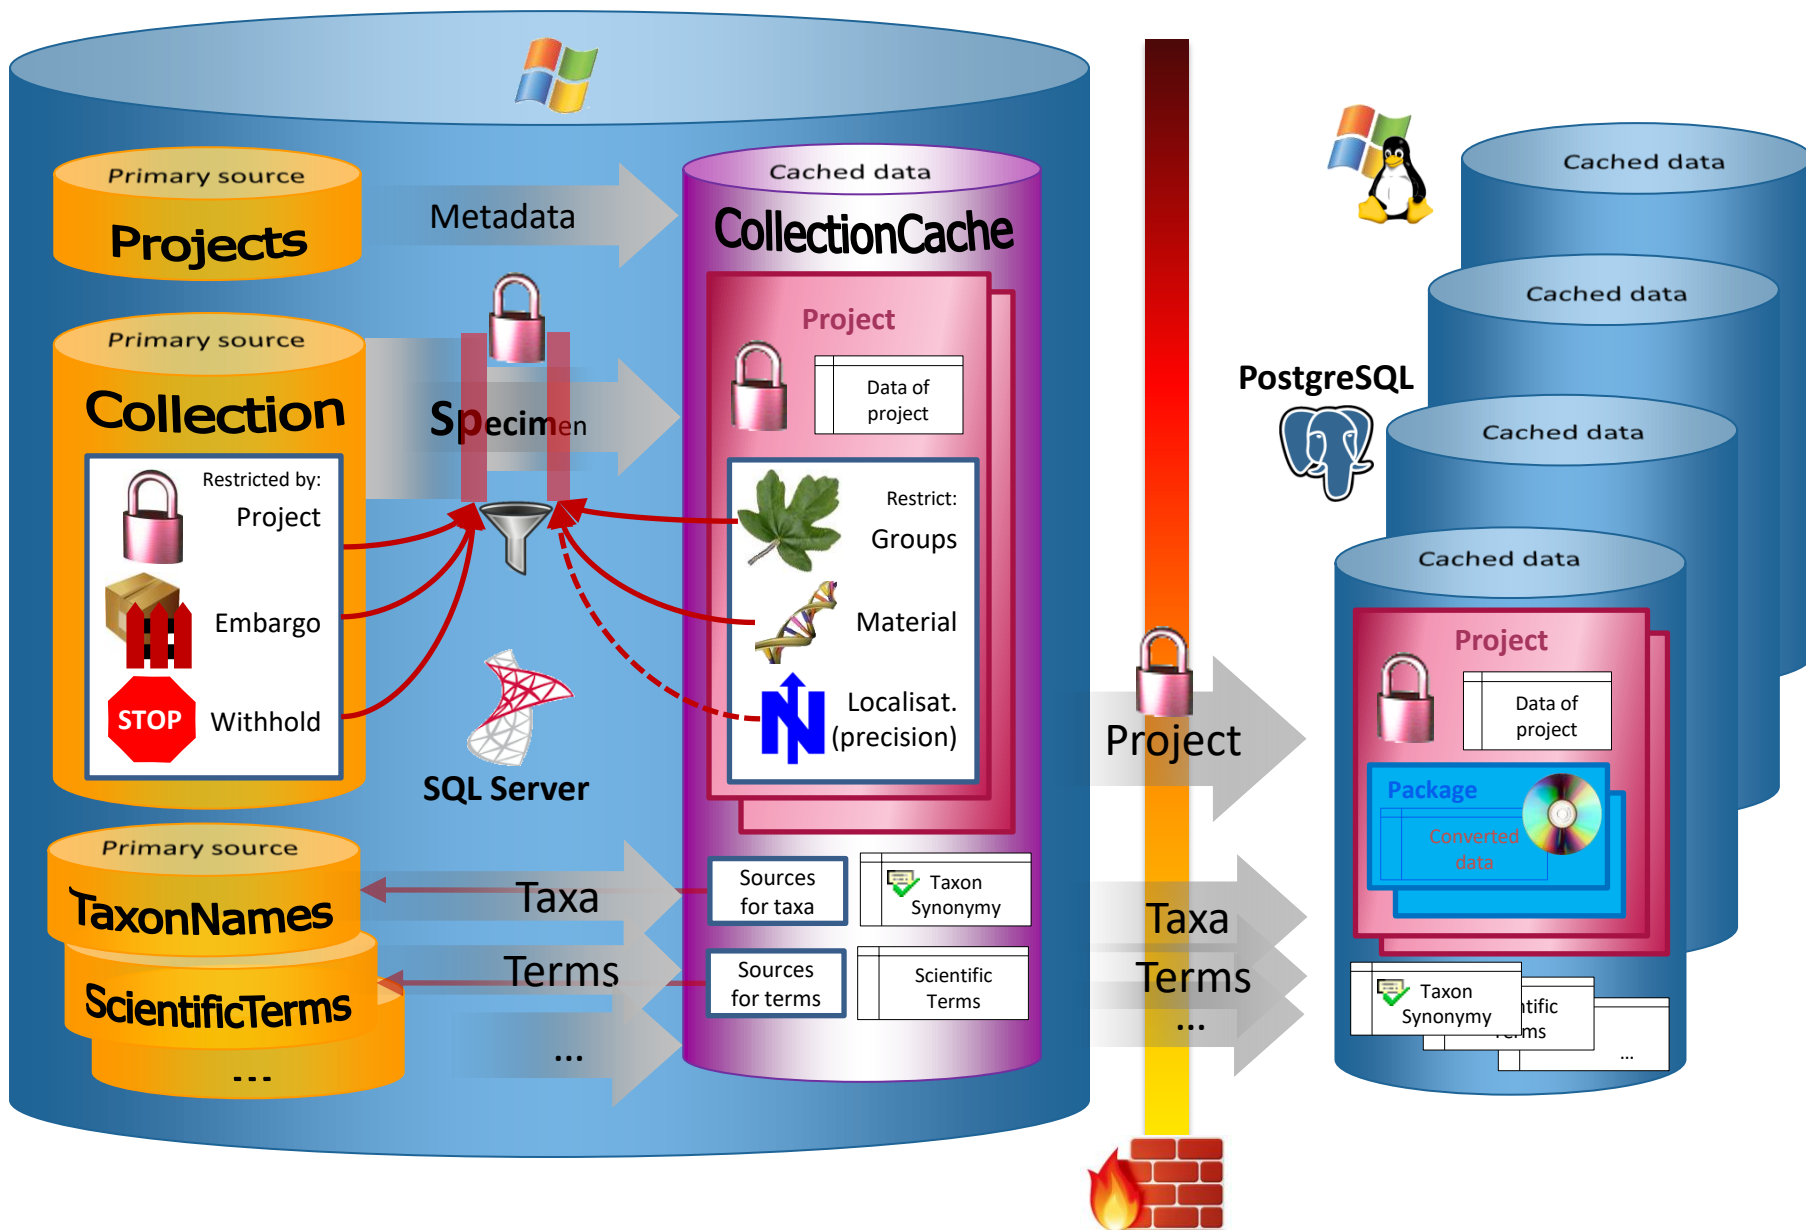 Primary source
Projects
Metadata
Cached data
CollectionCache
Primary source
Collection
Restricted by:
Project
Embargo
STOP
Withhold
Specimen
SQL Server
Project
Data of
project
Restrict:
Groups
Material
Localisat.
(precision)
Primary source
TaxonNames
ScientificTerms
...
Taxa
Terms
...
Sources
for taxa
Taxon
Synonymy
Sources
for terms
Scientific
Terms
Project
Taxa
Terms
...
PostgreSQL
Cached data
Cached data
Cached data
Cached data
Project
Data of
project
Package
Converted
data
Taxon
Synonymy
ntific
Terms
...